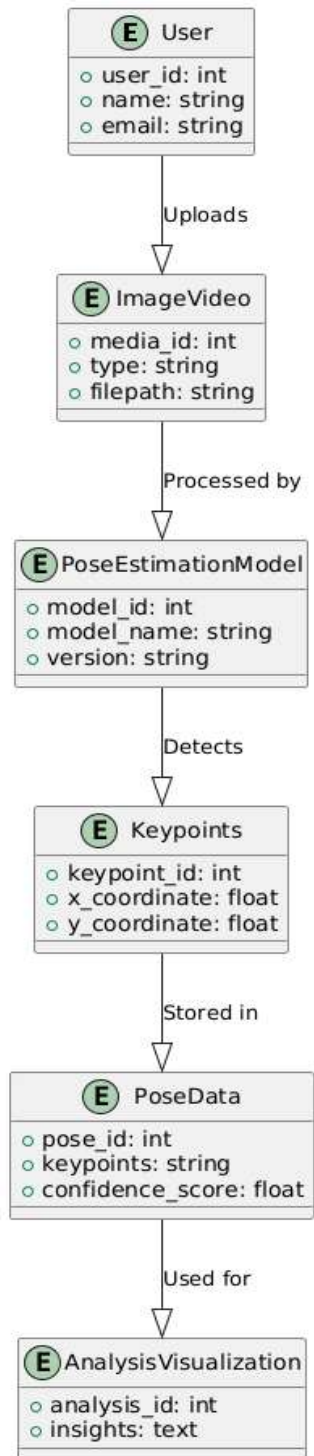 E User
user_id: int
name: string
email: string
Uploads
E ImageVideo
media_id: int
type: string
filepath: string
Processed by
E PoseEstimationModel
model_id: int
model_name: string
version: string
Detects
E Keypoints
keypoint_id: int
x_coordinate: float
y_coordinate: float
Stored in
E PoseData
pose_id: int
keypoints: string
confidence_score: float
Used for
E AnalysisVisualization
analysis_id: int
insights: text